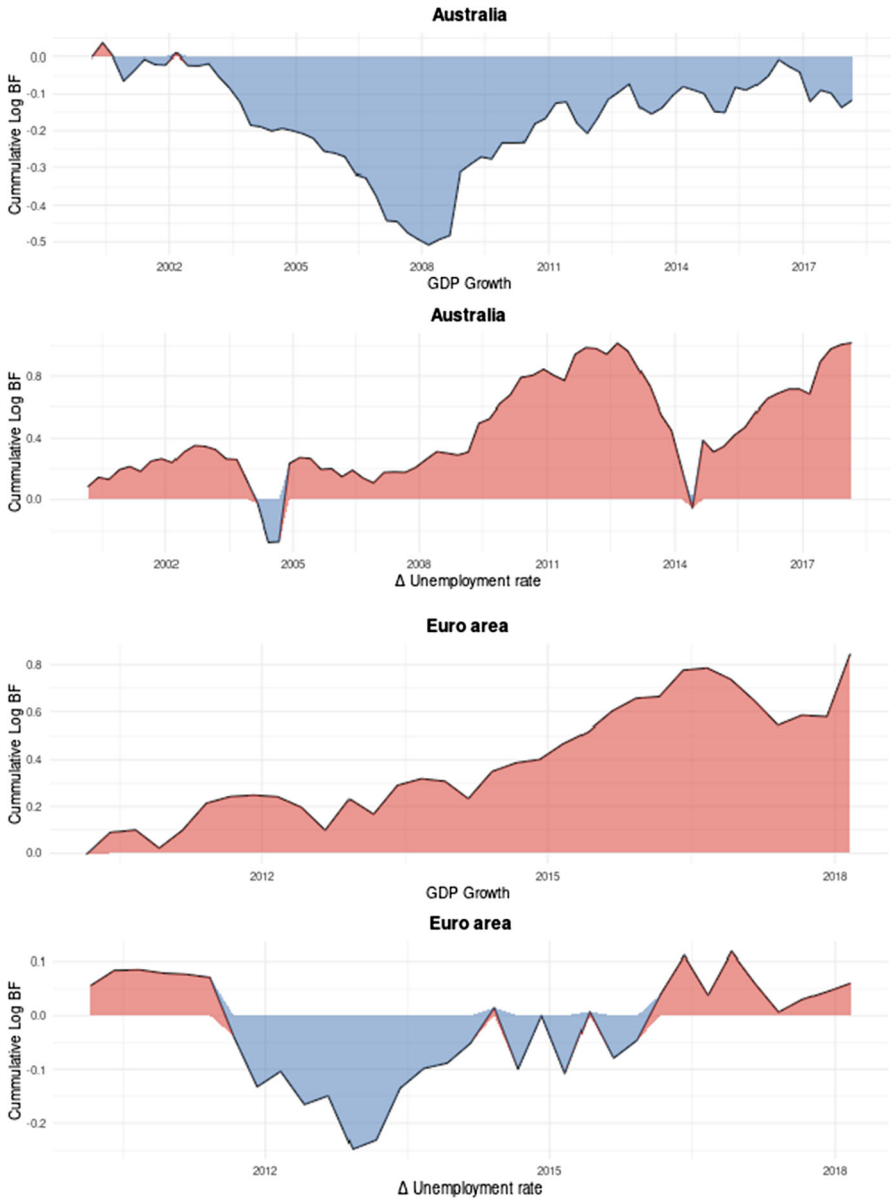 Australia
Cummulative Log BF
0.0
-0.1
-0.2
-0.3
-0.4
-0.5
2002 2005 2008 2011 2014 2017
GDP Growth
Australia
Cummulative Log BF
0.8
0.4
0.0
2002 2005 2008 2011 2014 2017
Δ Unemployment rate
Euro area
Cummulative Log BF
0.8
0.6
0.4
0.2
0.0
2012 2015 2018
GDP Growth
Euro area
Cummulative Log BF
0.1
0.0
-0.1
-0.2
2012 2015 2018
Δ Unemployment rate